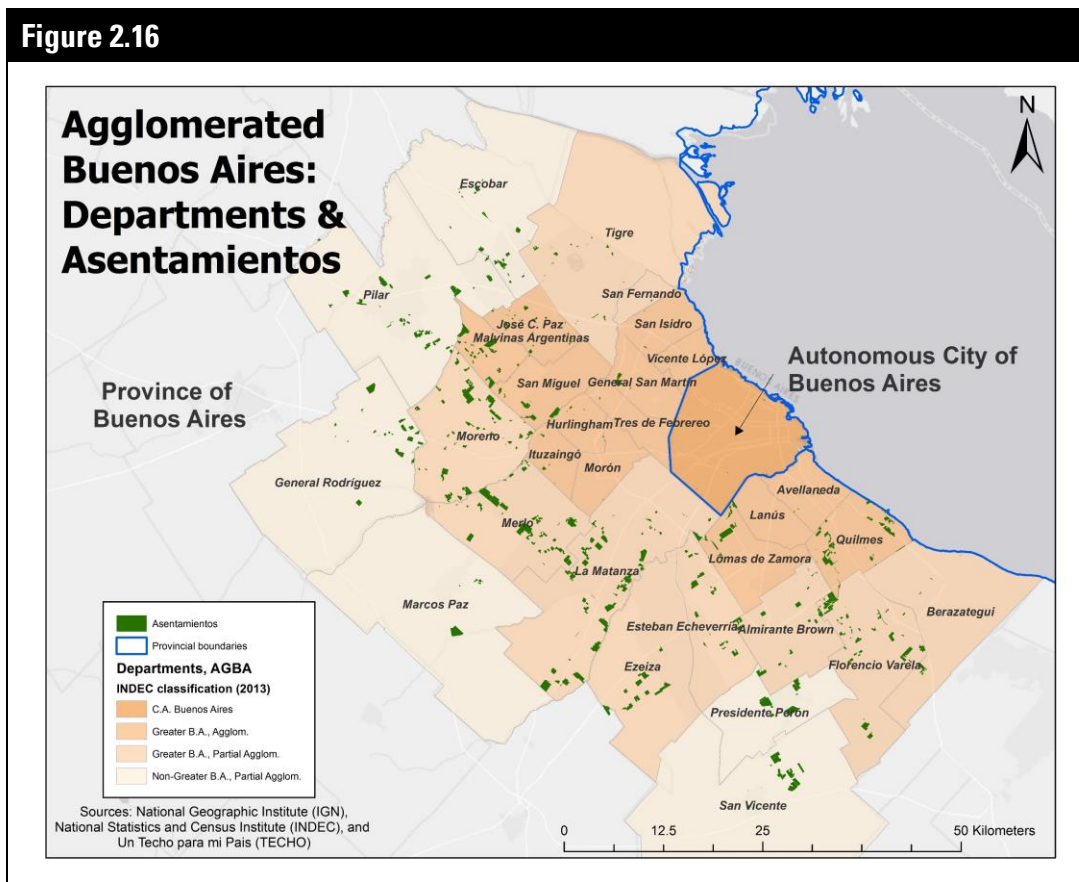 Figure 2.16
Agglomerated
Buenos Aires:
Departments &
Asentamientos
N
Escobar
Tigre
Pilar
San Fernando
José C. Paz
San Isidro
Malvinas Argentinas
Vicente López
Autonomous City of
Buenos Aires
BUENOS AIRES
Province of
Buenos Aires
San Miguel
General San Martín
Hurlingham
Tres de Febrereo
Moreno
Ituzaingó
Morón
General Rodríguez
Avellaneda
Lanús
Merlo
Quilmes
Lomas de Zamora
La Matanza
Marcos Paz
Berazategui
Esteban Echeverría
Almirante Brown
Ezeiza
Florencio Varela
Presidente Perón
San Vicente
Asentamientos
Provincial boundaries
Departments, AGBA
INDEC classification (2013)
C.A. Buenos Aires
Greater B.A., Agglom.
Greater B.A., Partial Agglom.
Non-Greater B.A., Partial Agglom.
Sources: National Geographic Institute (IGN),
National Statistics and Census Institute (INDEC), and
Un Techo para mi Pais (TECHO)
0 12.5 25 50 Kilometers